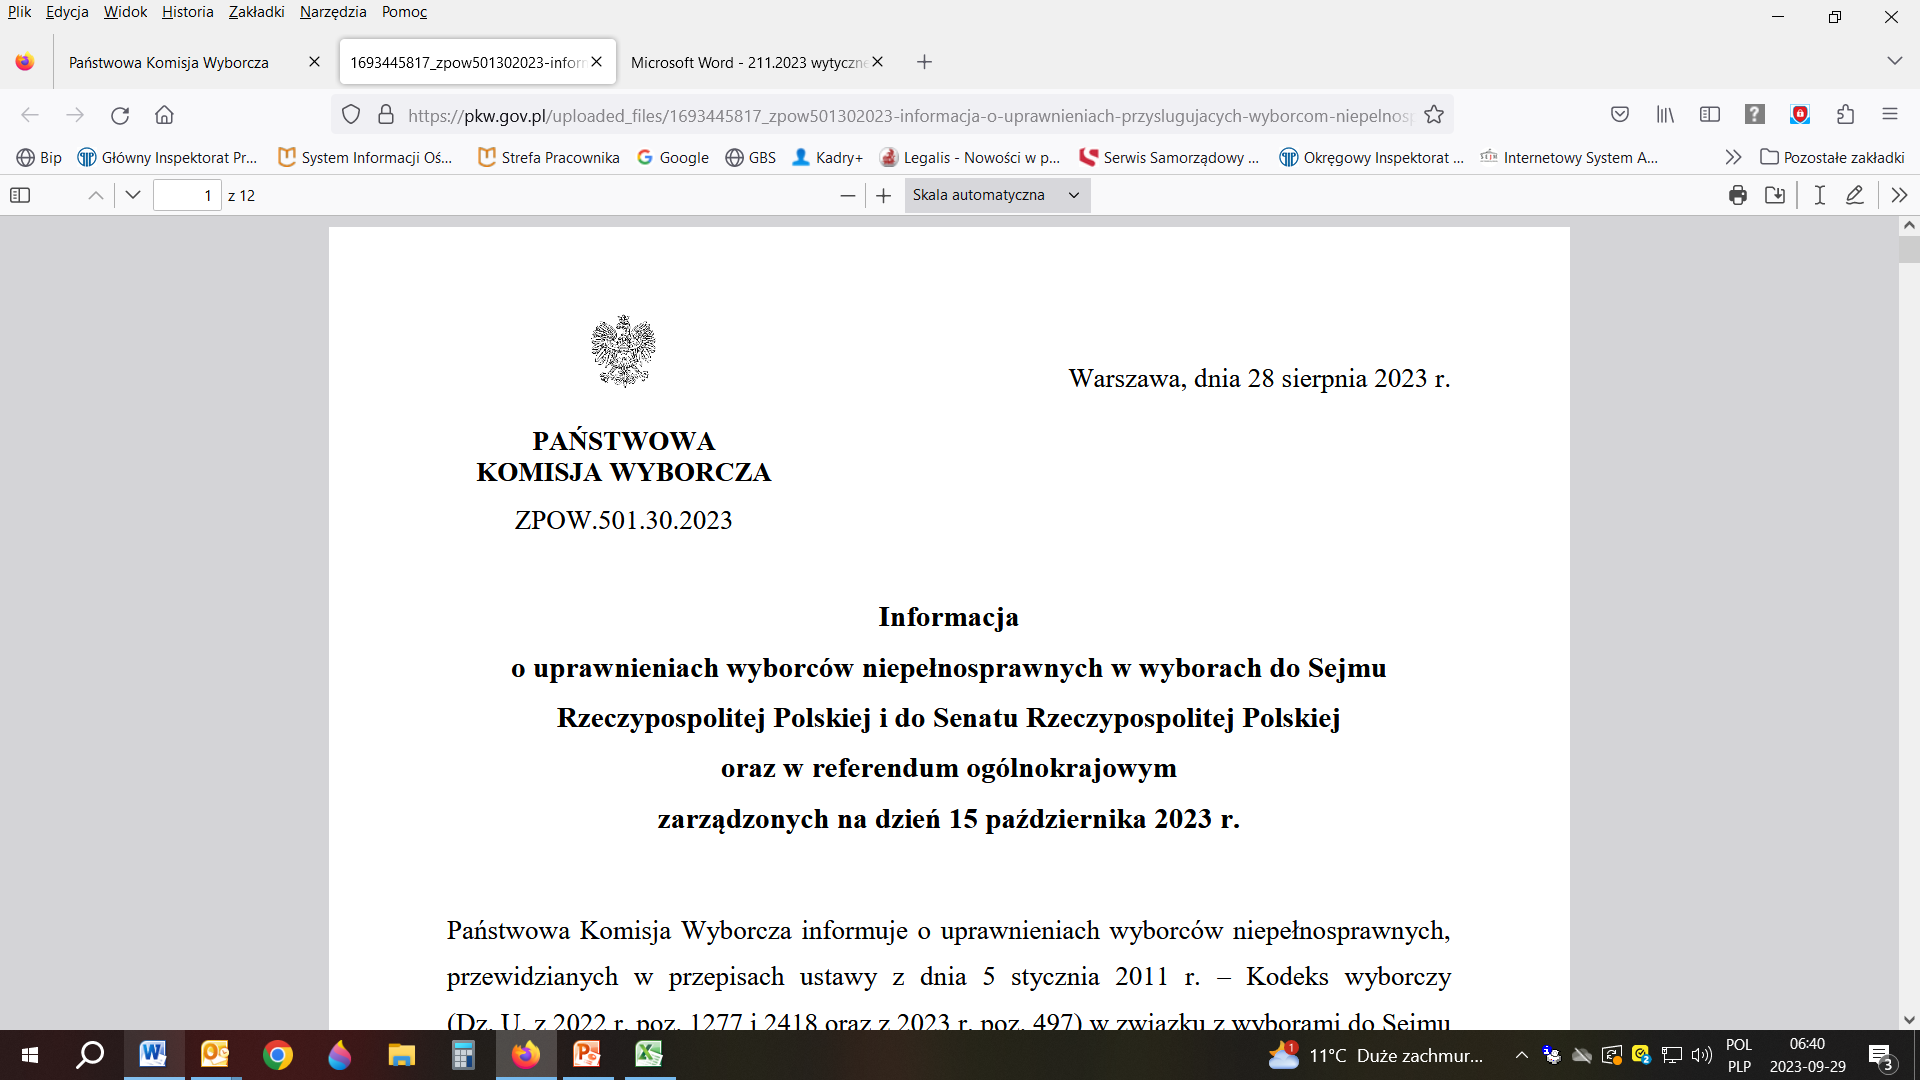 Plik Edycja Widok Historia Zakładki Narzędzia Pomoc
Państwowa Komisja Wyborcza
1693445817_zpow501302023-infor
Microsoft Word - 211.2023 wytyczne
https://pkw.gov.pl/uploaded_files/1693445817_zpow501302023-informacja-o-uprawnieniach-przyslugujacych-wyborcom-niepelnosp
Bip Główny Inspektorat Pr... System Informacji Oś... Strefa Pracownika Google GBS Kadry+ Legalis - Nowości w p... Serwis Samorządowy ... Okręgowy Inspektorat ... Internetowy System A... Pozostałe zakładki
1 z 12
Skala automatyczna
Warszawa, dnia 28 sierpnia 2023 r.
PAŃSTWOWA
KOMISJA WYBORCZA
ZPOW.501.30.2023
Informacja
o uprawnieniach wyborców niepełnosprawnych w wyborach do Sejmu
Rzeczypospolitej Polskiej i do Senatu Rzeczypospolitej Polskiej
oraz w referendum ogólnokrajowym
zarządzonych na dzień 15 października 2023 r.
Państwowa Komisja Wyborcza informuje o uprawnieniach wyborców niepełnosprawnych,
przewidzianych w przepisach ustawy z dnia 5 stycznia 2011 r. – Kodeks wyborczy
(Dz. U. z 2022 r. poz. 1277 i 2418 oraz z 2023 r. poz. 497) w związku z wyborami do Sejmu
1
11°C Duże zachmur...
2
POL
PLP
06:40
2023-09-29
3